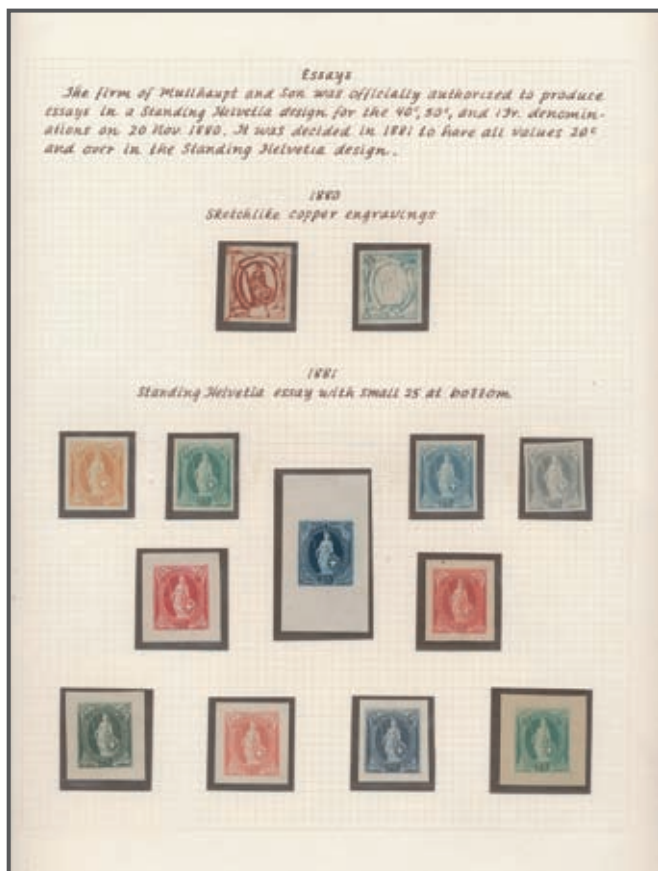 Essays
The firm of Mullhaupt and Son was officially authorized to produce
essays in a Standing Helvetia design for the 40c, 50c, and 1Fr. denomin-
ations on 20 Nov. 1880. It was decided in 1881 to have all values 20c
and over in the Standing Helvetia design.
1880
Sketchlike copper engravings
1881
Standing Helvetia essay with small 25 at bottom